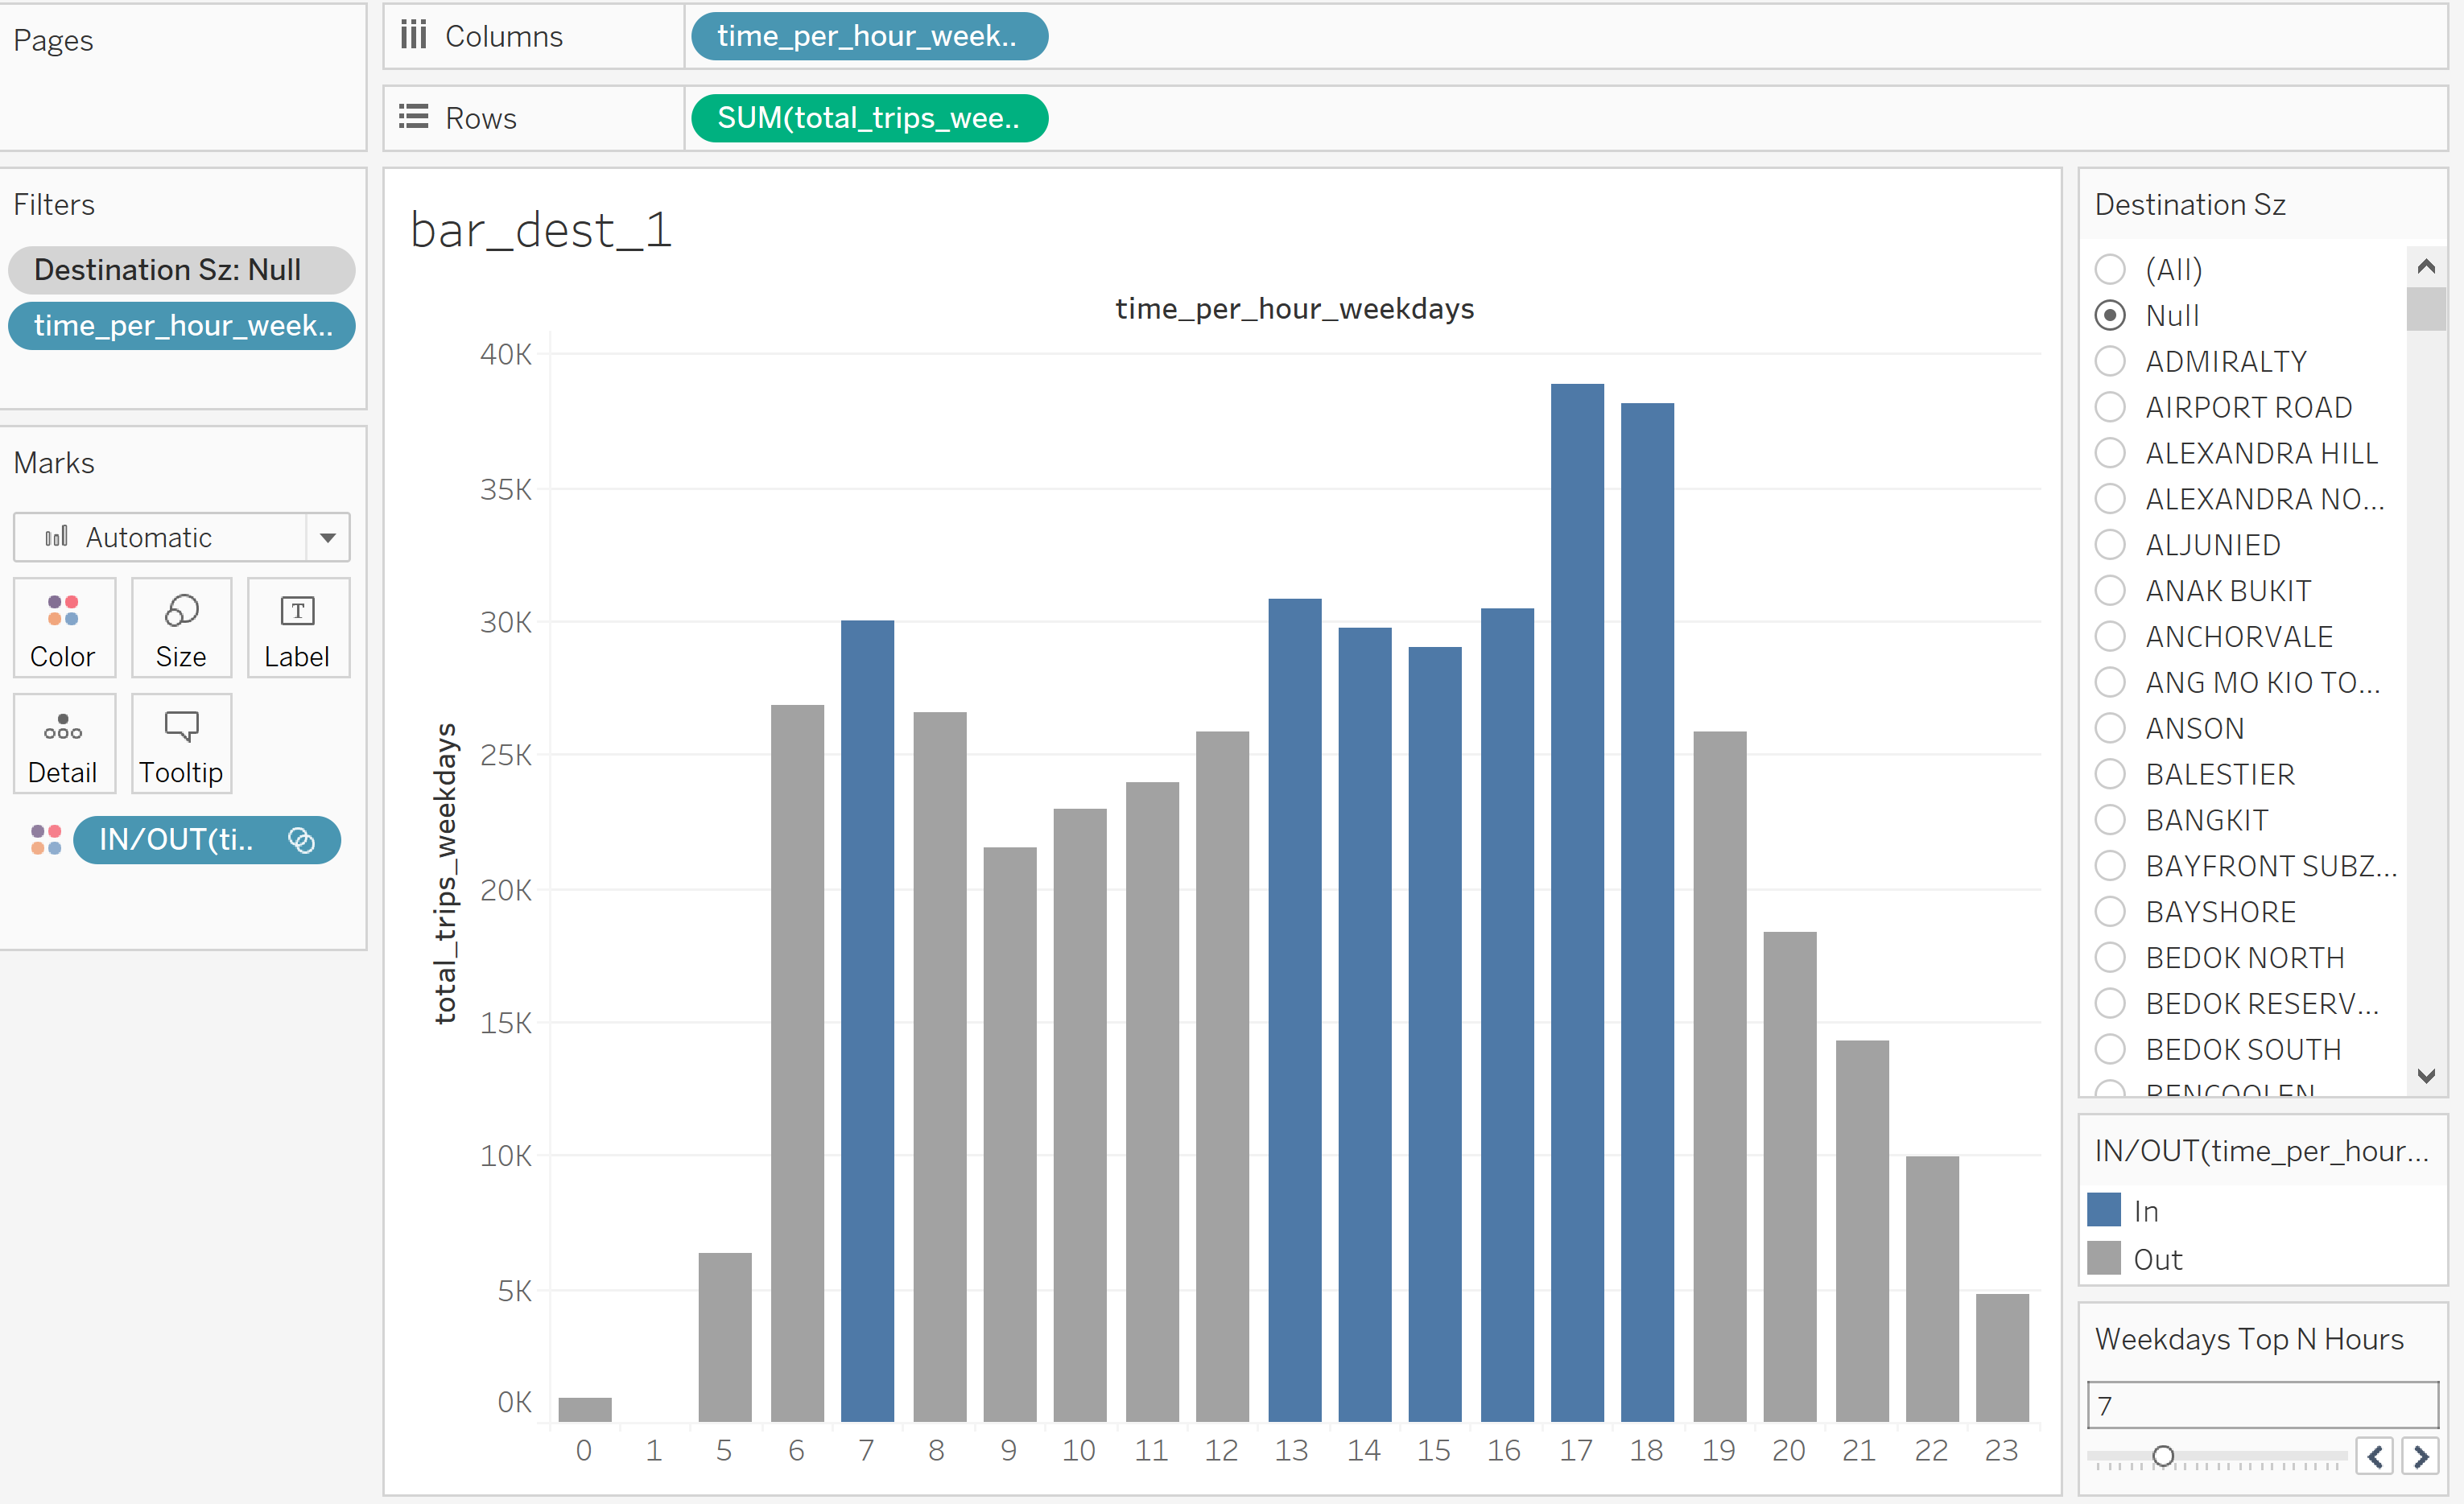 Pages
Columns
time_per_hour_week..
Rows
SUM(total_trips_wee..
Filters
Destination Sz: Null
time_per_hour_week..
Marks
Automatic
Color
Size
Label
Detail
Tooltip
IN/OUT(ti..
bar_dest_1
time_per_hour_weekdays
total_trips_weekdays
40K
35K
30K
25K
20K
15K
10K
5K
0K
0 1 5 6 7 8 9 10 11 12 13 14 15 16 17 18 19 20 21 22 23
Destination Sz
(All)
Null
ADMIRALTY
AIRPORT ROAD
ALEXANDRA HILL
ALEXANDRA NO...
ALJUNIED
ANAK BUKIT
ANCHORVALE
ANG MO KIO TO...
ANSON
BALESTIER
BANGKIT
BAYFRONT SUBZ...
BAYSHORE
BEDOK NORTH
BEDOK RESERV...
BEDOK SOUTH
BENCOOLEN
IN/OUT(time_per_hour...
In
Out
Weekdays Top N Hours
7